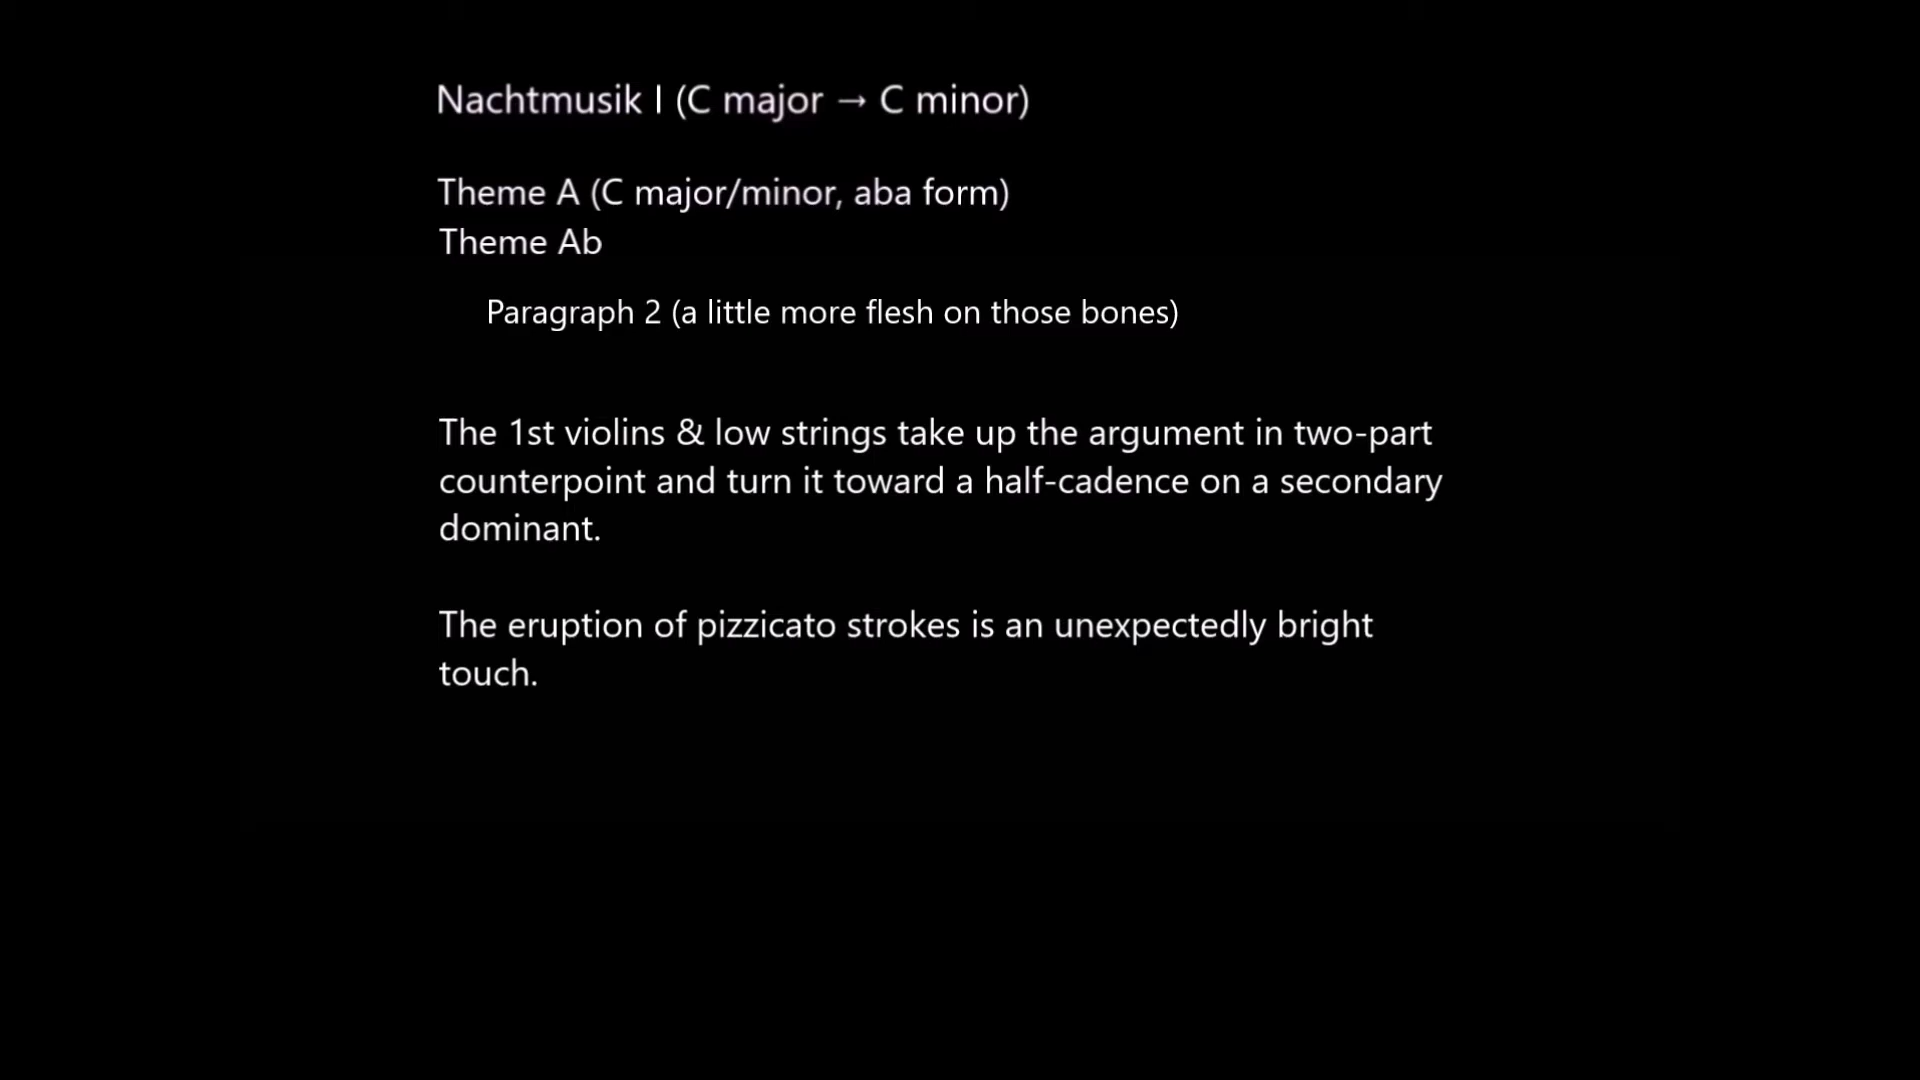 Nachtmusik I (C major → C minor)
Theme A (C major/minor, aba form)
Theme Ab
Paragraph 2 (a little more flesh on those bones)
The 1st violins & low strings take up the argument in two-part
counterpoint and turn it toward a half-cadence on a secondary
dominant.
The eruption of pizzicato strokes is an unexpectedly bright
touch.